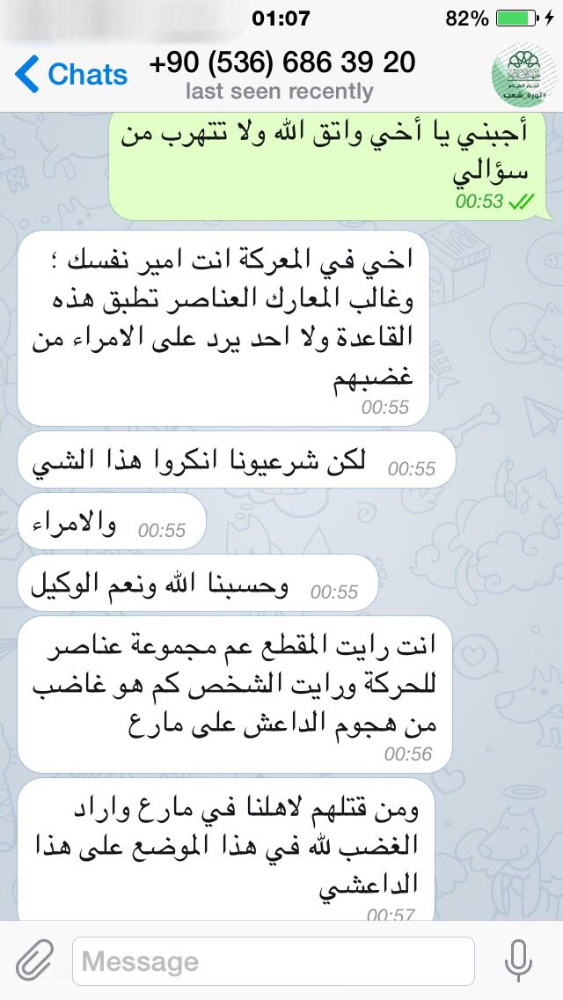 01:07
82%
Chats
+90 (536) 686 39 20
last seen recently
#ثورة_شعب
أجبني يا أخي واتق الله ولا تتهرب من
سؤالي
00:53
اخي في المعركة انت امير نفسك ؛
وغالب المعارك العناصر تطبق هذه
القاعدة ولا احد يرد على الامراء من
غضبهم
00:55
لكن شرعيونا انكروا هذا الشي
00:55
والامراء
00:55
وحسبنا الله ونعم الوكيل
00:55
انت رايت المقطع عم مجموعة عناصر
للحركة ورايت الشخص كم هو غاضب
من هجوم الداعش على مارع
00:56
ومن قتلهم لاهلنا في مارع واراد
الغضب لله في هذا الموضع على هذا
الداعشي
00:57
Message